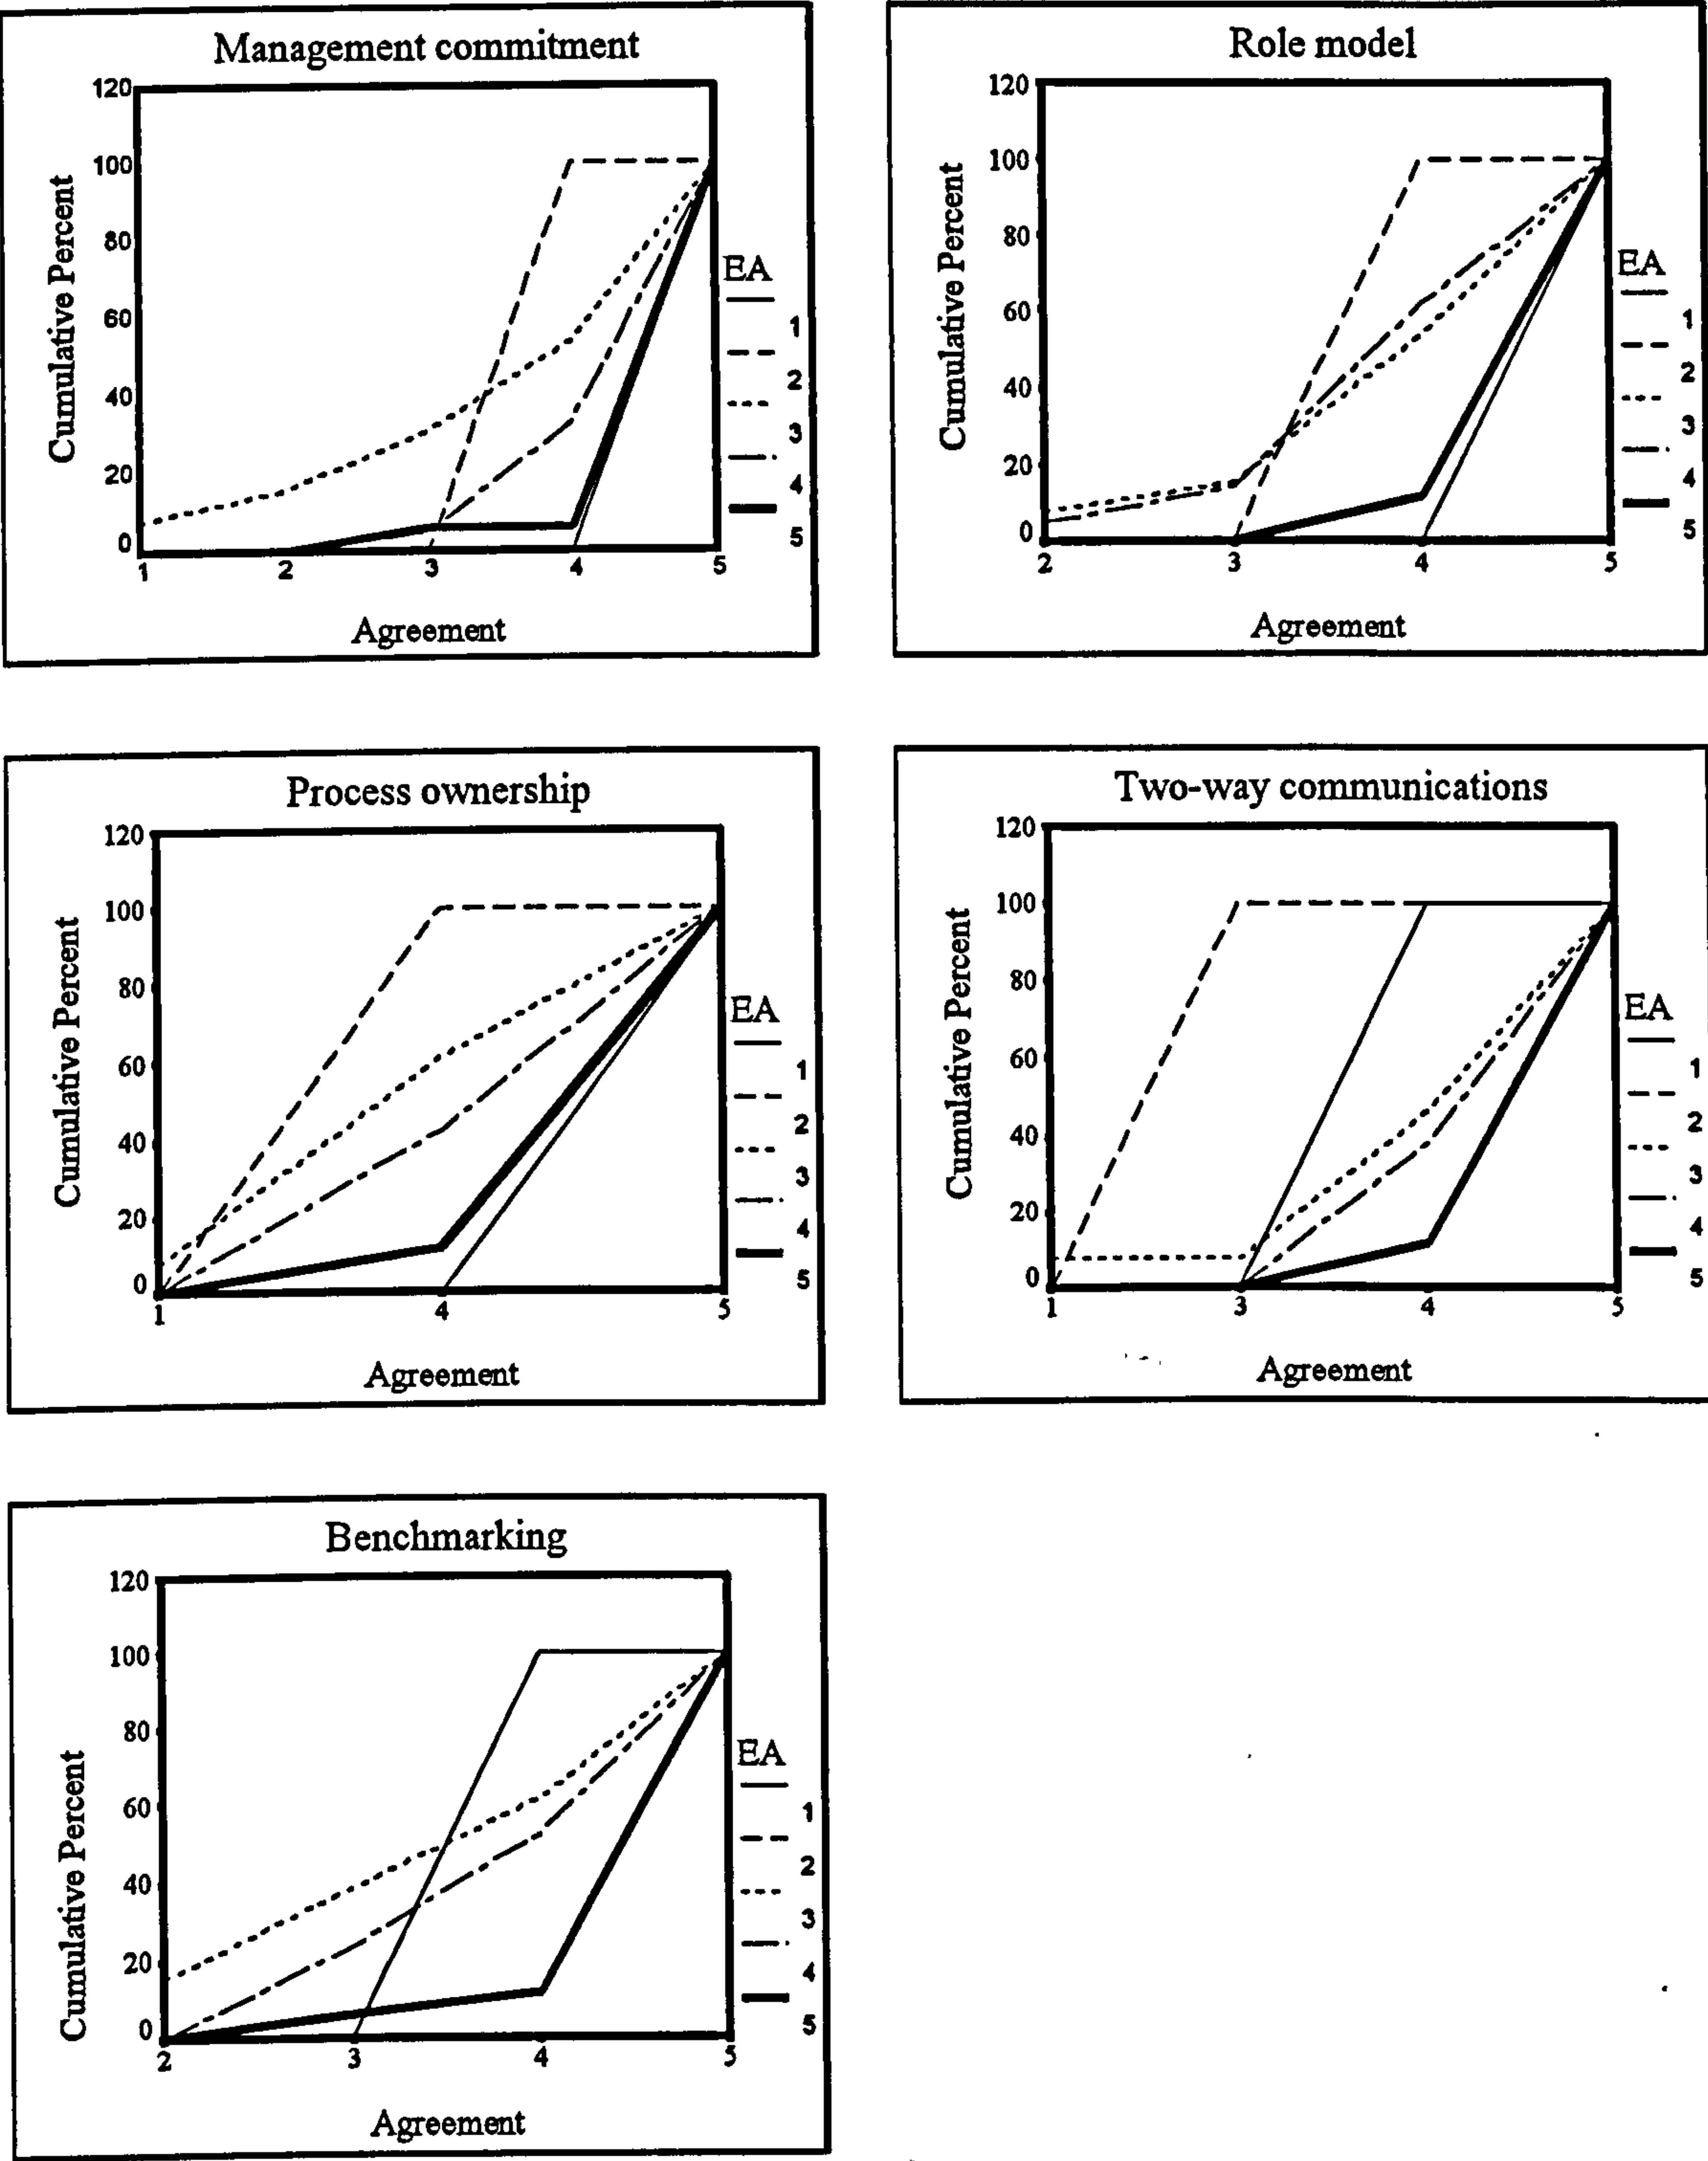 Management commitment
120
100
80
60
40
20
0
Cumulative Percent
1 2 3 4 5
Agreement
EA
1
2
3
4
5
Role model
120
100
80
60
40
20
0
Cumulative Percent
2 3 4 5
Agreement
EA
1
2
3
4
5
Process ownership
120
100
80
60
40
20
0
Cumulative Percent
1 4 5
Agreement
EA
1
2
3
4
5
Two-way communications
120
100
80
60
40
20
0
Cumulative Percent
1 3 4 5
Agreement
EA
1
2
3
4
5
Benchmarking
120
100
80
60
40
20
0
Cumulative Percent
2 3 4 5
Agreement
EA
1
2
3
4
5